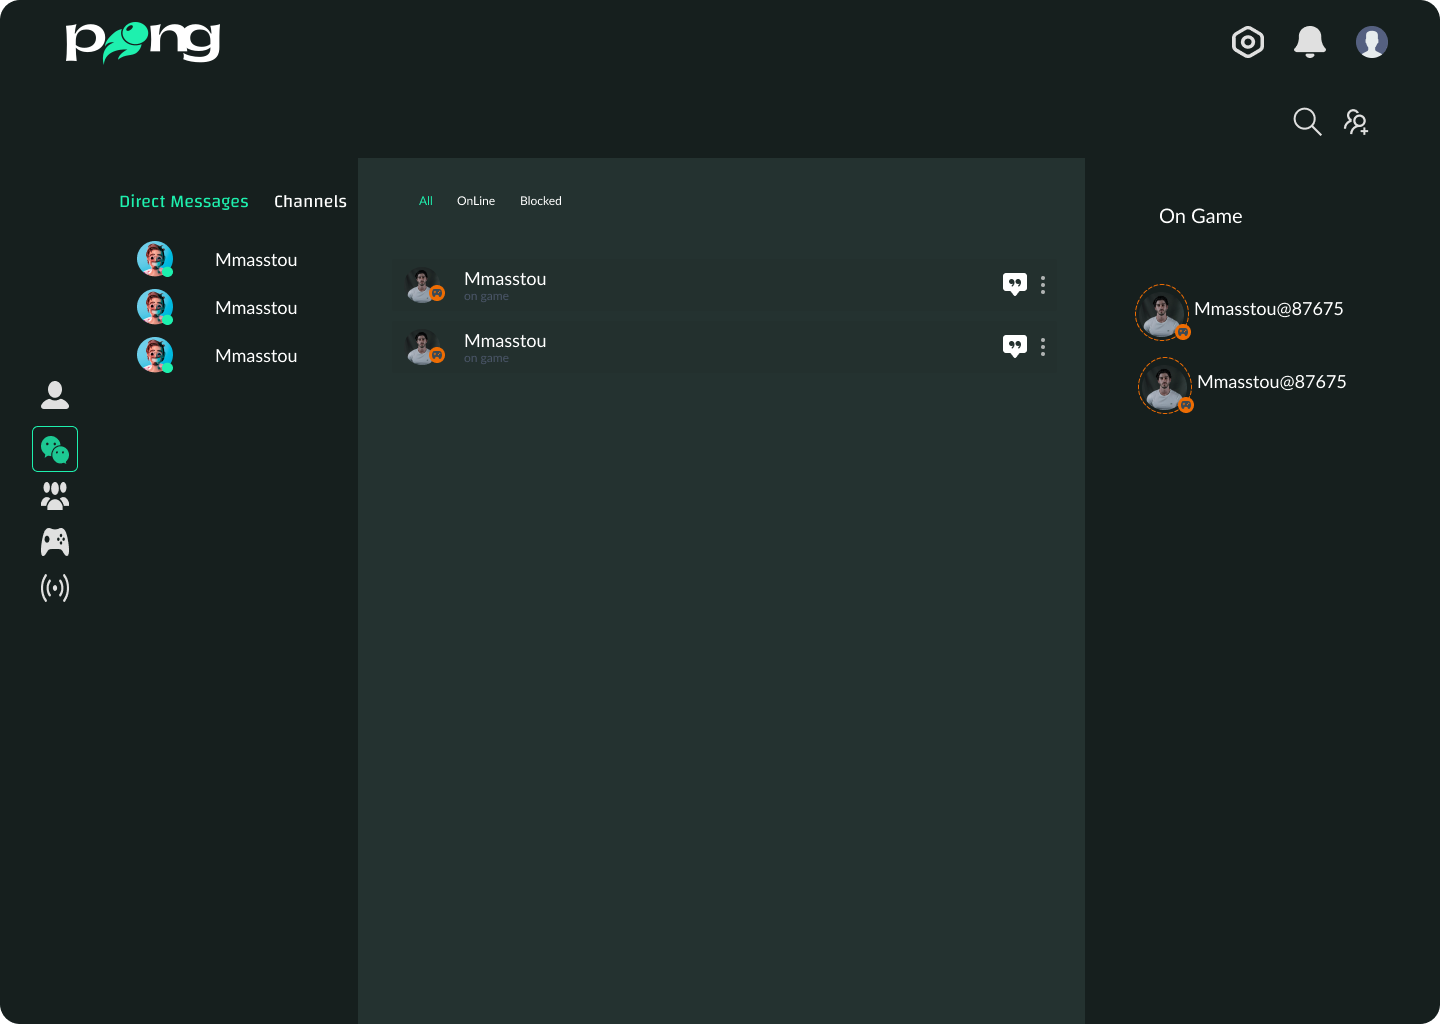 pong
Direct Messages
Channels
Mmasstou
Mmasstou
Mmasstou
All
OnLine
Blocked
Mmasstou
on game
Mmasstou
on game
On Game
Mmasstou@87675
Mmasstou@87675